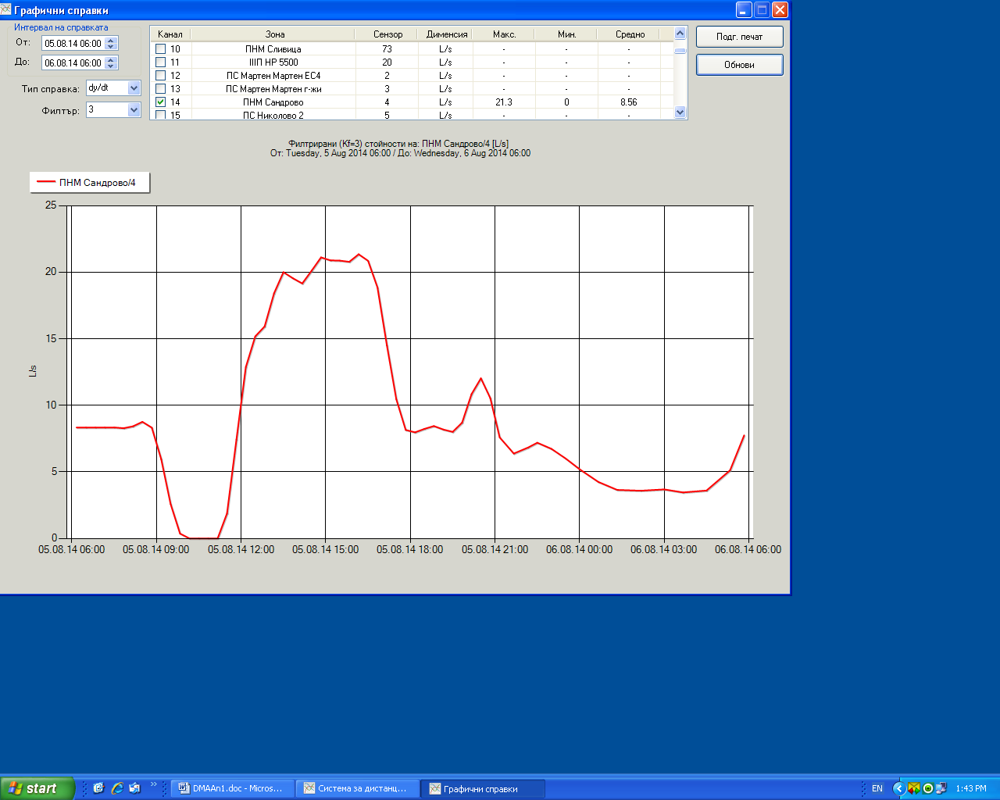 Графични справки
Интервал на справката
От: 05.08.14 06:00
До: 06.08.14 06:00
Тип справка: dy/dt
Филтър: 3
Канал Зона Сензор Дименсия Макс. Мин. Средно
10 ПНМ Сливица 73 L/s - - -
11 ШП НР 5500 20 L/s - - -
12 ПС Мартен Мартен ЕС4 2 L/s - - -
13 ПС Мартен Мартен г-жи 3 L/s - - -
14 ПНМ Сандрово 4 L/s 21.3 0 8.56
15 ПС Николово 2 5 L/s - - -
Подг. печат
Обнови
Филтрирани (Kf=3) стойности на: ПНМ Сандрово/4 [L/s]
От: Tuesday, 5 Aug 2014 06:00 / До: Wednesday, 6 Aug 2014 06:00
ПНМ Сандрово/4
25
20
15
10
5
0
L/s
05.08.14 06:00 05.08.14 09:00 05.08.14 12:00 05.08.14 15:00 05.08.14 18:00 05.08.14 21:00 06.08.14 00:00 06.08.14 03:00 06.08.14 06:00
start
DMAAn1.doc - Micros...
Система за дистанц...
Графични справки
EN
1:43 PM